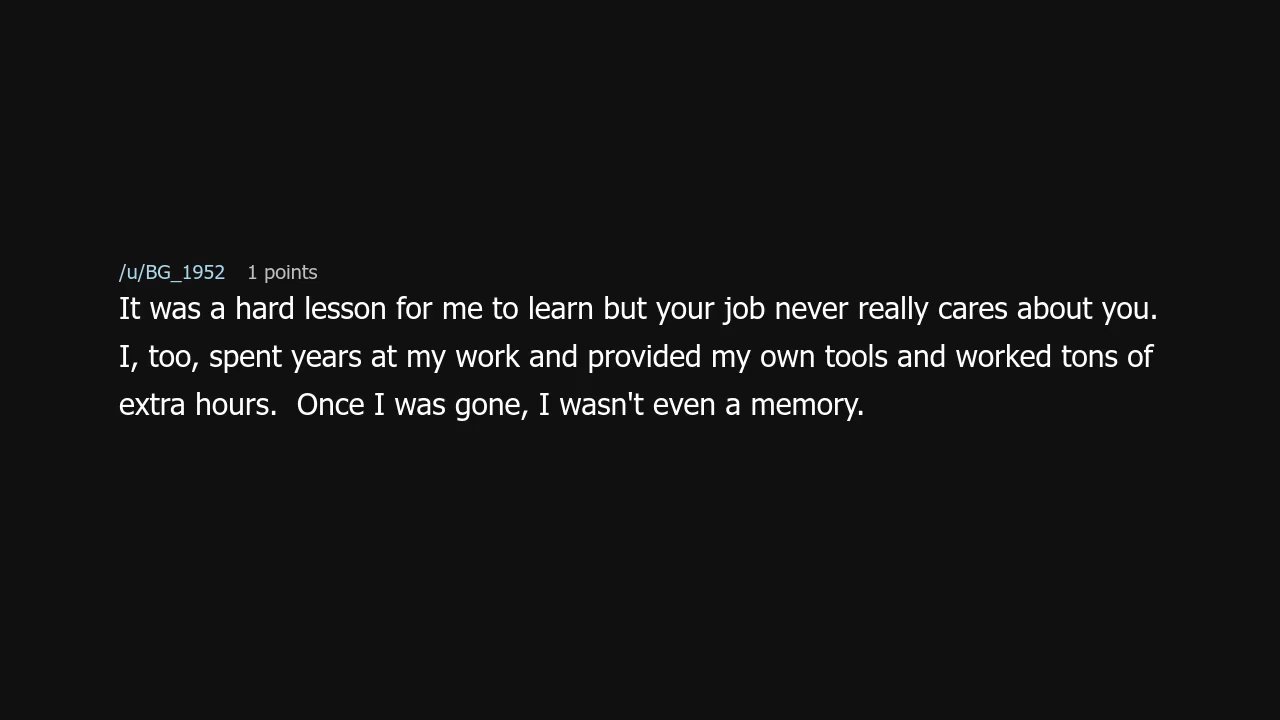 /u/BG_1952 1 points
It was a hard lesson for me to learn but your job never really cares about you.
I, too, spent years at my work and provided my own tools and worked tons of
extra hours.  Once I was gone, I wasn't even a memory.